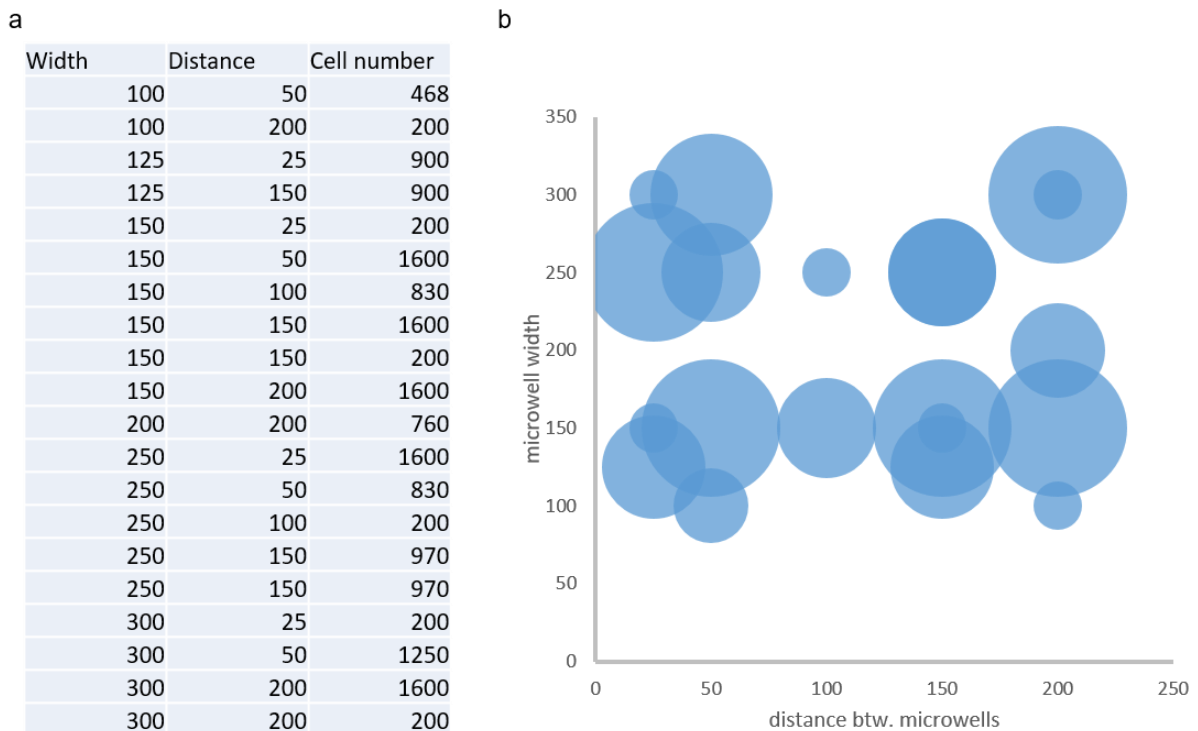 a
Width Distance Cell number
100 50 468
100 200 200
125 25 900
125 150 900
150 25 200
150 50 1600
150 100 830
150 150 1600
150 150 200
150 200 1600
200 200 760
250 25 1600
250 50 830
250 100 200
250 150 970
250 150 970
300 25 200
300 50 1250
300 200 1600
300 200 200
b
microwell width
350
300
250
200
150
100
50
0
0 50 100 150 200 250
distance btw. microwells